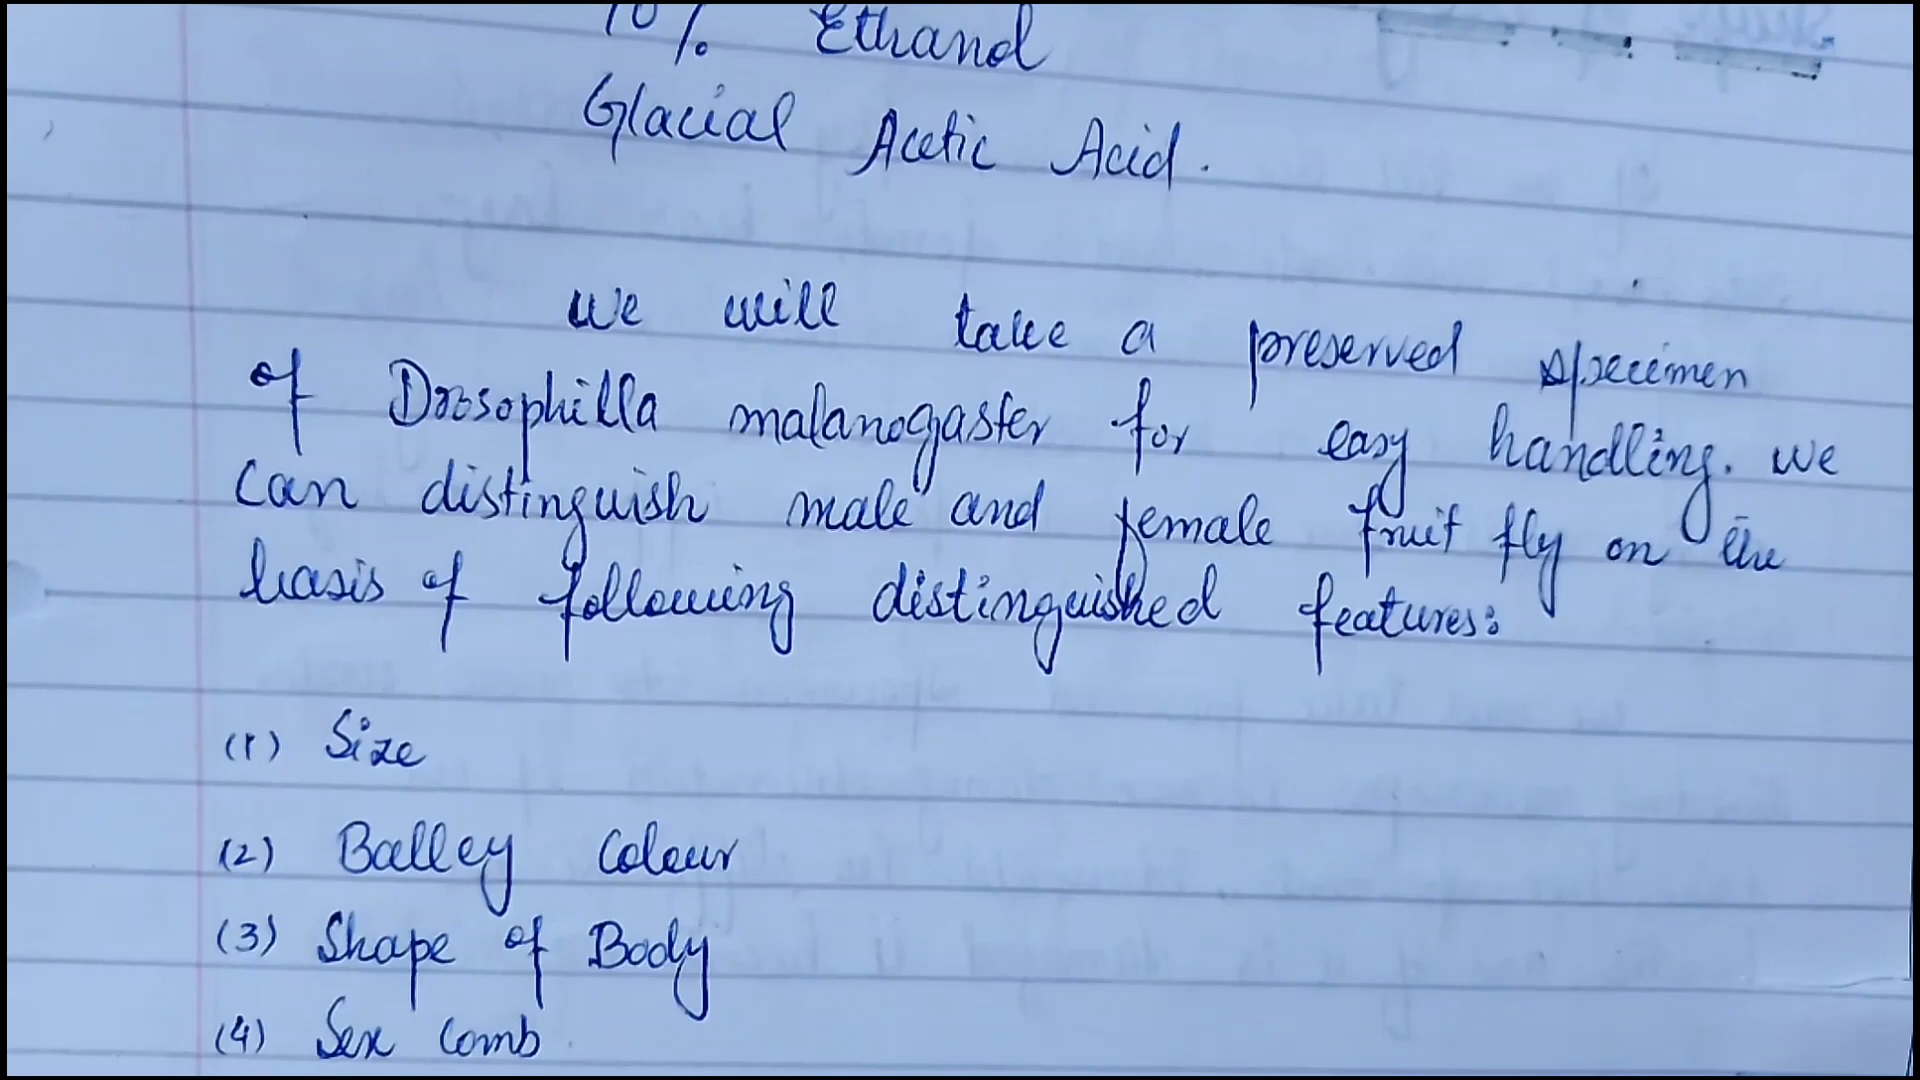 10% Ethanol
Glacial Acetic Acid.
We will take a preserved specimen
of Drosophilla malanogaster for easy handling. We
can distinguish male and female fruit fly on the
basis of following distinguished features:
(1) Size
(2) Balley Colour
(3) Shape of Body
(4) Sex Comb